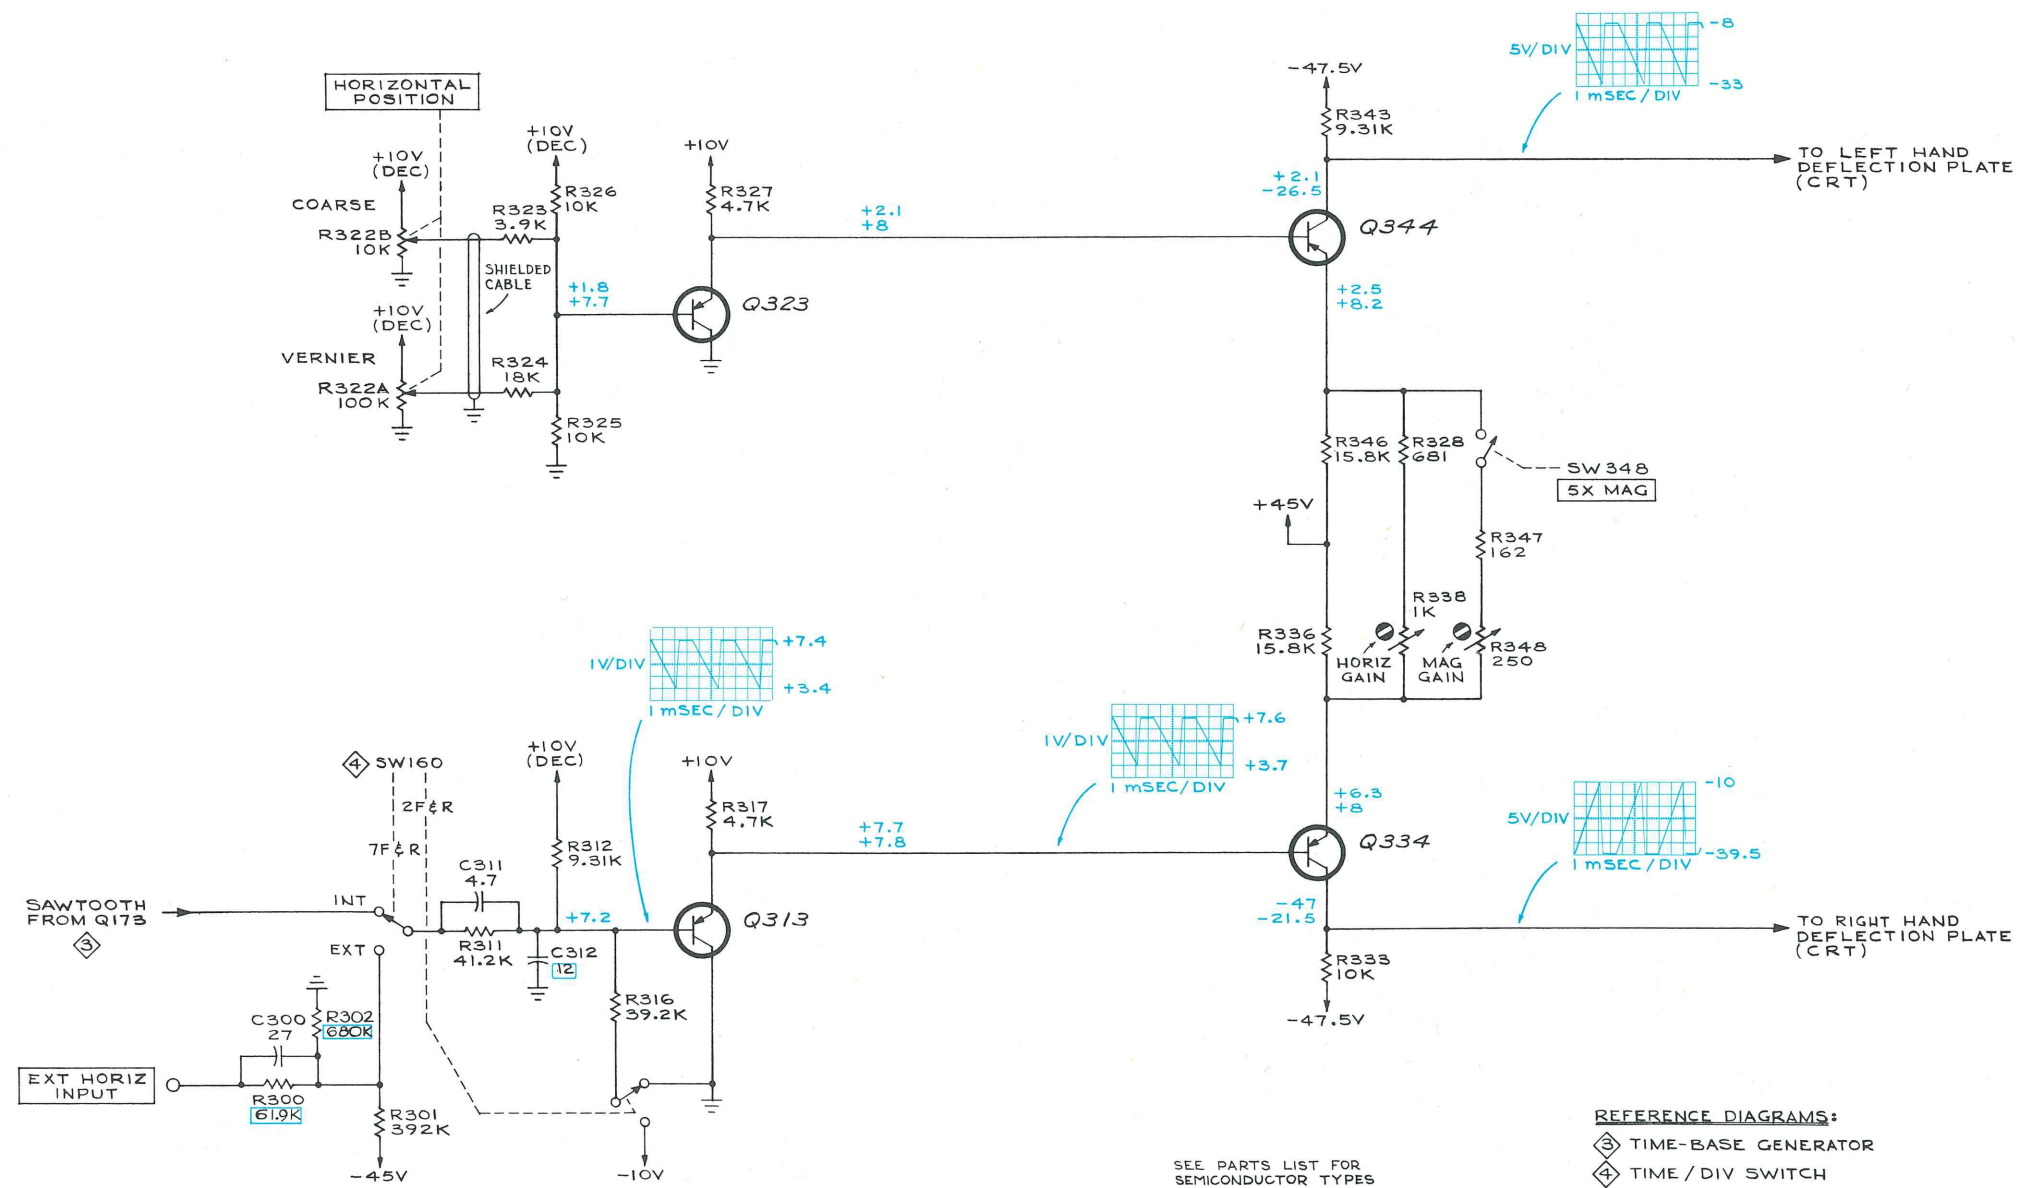 HORIZONTAL
POSITION
+10V
(DEC)
COARSE
R322B
10K
+10V
(DEC)
VERNIER
R322A
100K
R323
3.9K
SHIELDED
CABLE
R324
18K
+10V
(DEC)
R326
10K
+1.8
+7.7
R325
10K
+10V
R327
4.7K
Q323
+2.1
+8
-47.5V
R343
9.31K
+2.1
-26.5
Q344
+2.5
+8.2
5V/DIV
-8
-33
1 mSEC/DIV
TO LEFT HAND
DEFLECTION PLATE
(CRT)
R346
15.8K
R328
681
SW348
5X MAG
+45V
R347
162
R338
1K
R336
15.8K
HORIZ
GAIN
MAG
GAIN
R348
250
1V/DIV
+7.4
+3.4
1 mSEC/DIV
1V/DIV
+7.6
+3.7
1 mSEC/DIV
4 SW160
2F&R
7F&R
+10V
(DEC)
R312
9.31K
C311
4.7
INT
SAWTOOTH
FROM Q173
3
EXT
R311
41.2K
+7.2
C312
12
R316
39.2K
+10V
R317
4.7K
Q313
+7.7
+7.8
+6.3
+8
Q334
-47
-21.5
R333
10K
-47.5V
5V/DIV
-10
-39.5
1 mSEC/DIV
TO RIGHT HAND
DEFLECTION PLATE
(CRT)
C300
27
R302
680K
EXT HORIZ
INPUT
R300
61.9K
R301
392K
-45V
-10V
SEE PARTS LIST FOR
SEMICONDUCTOR TYPES
REFERENCE DIAGRAMS:
3 TIME-BASE GENERATOR
4 TIME/DIV SWITCH